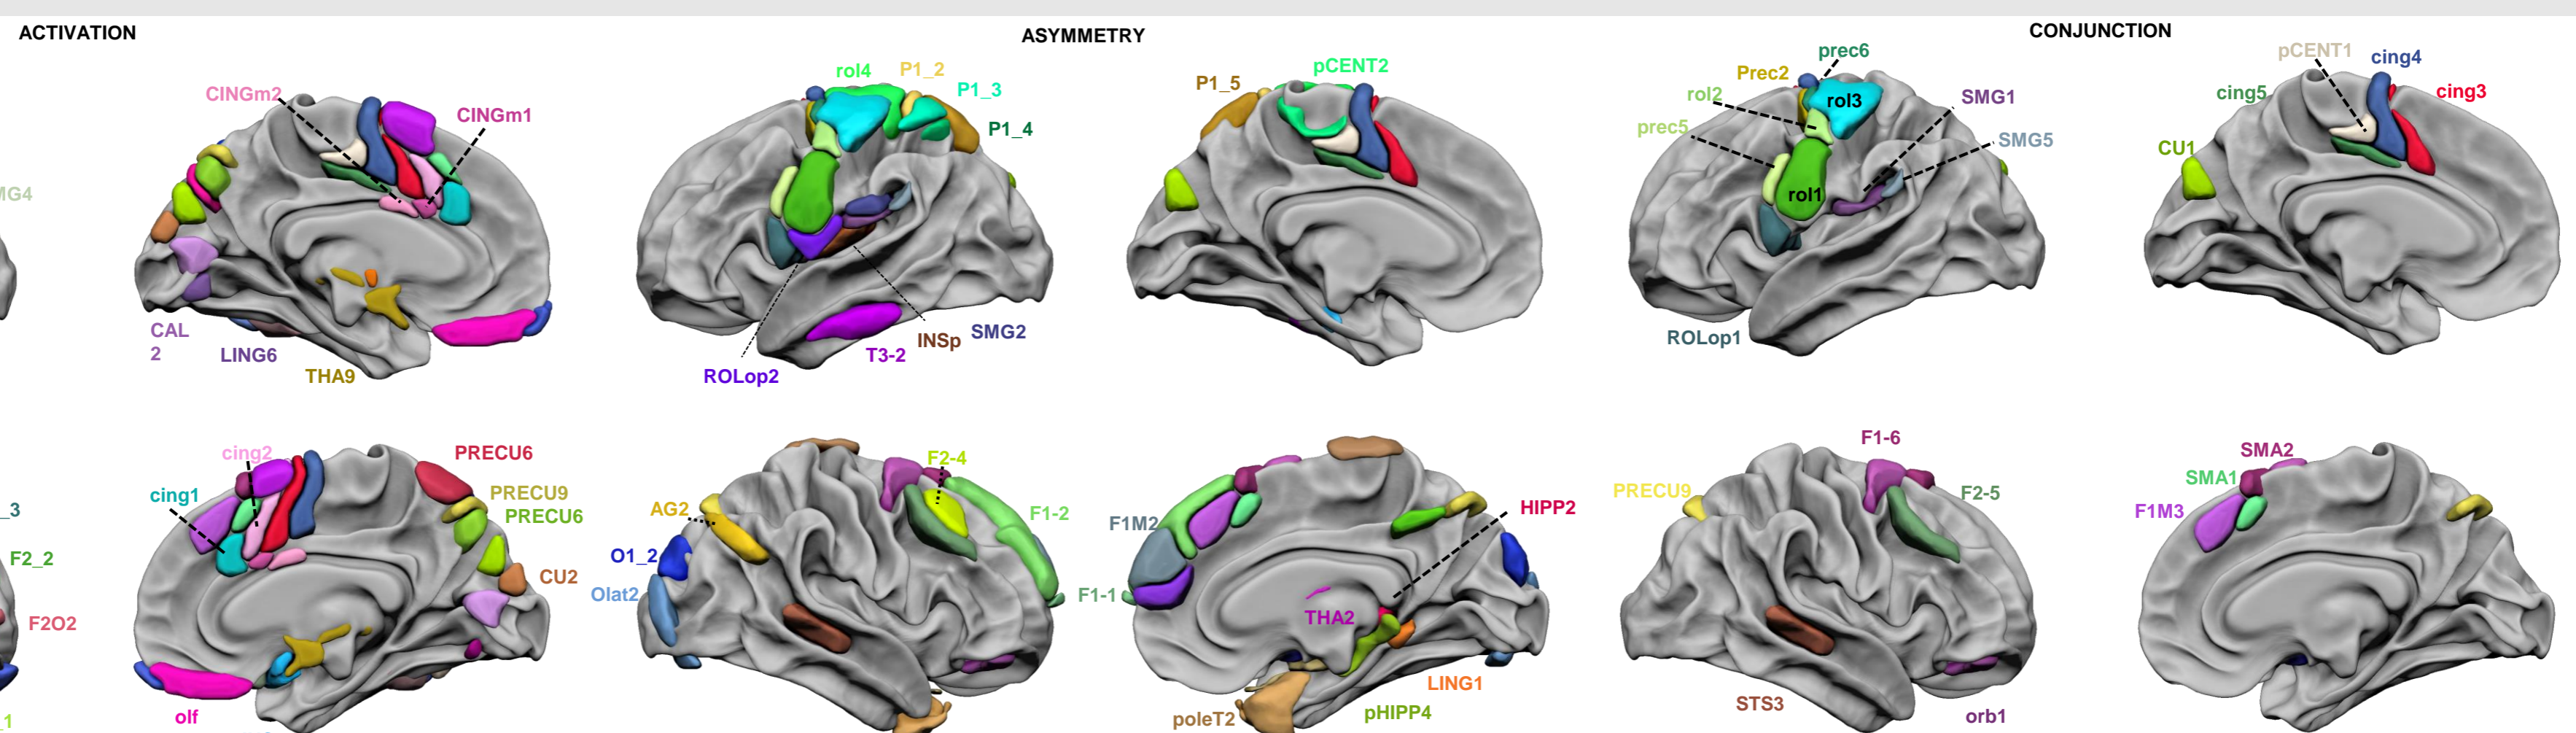 ACTIVATION
ASYMMETRY
CONJUNCTION
CINGm2
CINGm1
CAL
2
LING6
THA9
rol4
P1_2
P1_3
P1_4
ROLop2
T3-2
INSp
SMG2
P1_5
pCENT2
prec6
Prec2
rol2
rol3
prec5
rol1
SMG1
SMG5
ROLop1
pCENT1
cing4
cing5
cing3
CU1
MG4
_3
F2_2
F2O2
_1
cing2
cing1
PRECU6
PRECU9
PRECU6
CU2
olf
AG2
F2-4
F1-2
O1_2
Olat2
F1-1
F1M2
HIPP2
THA2
LING1
poleT2
pHIPP4
F1-6
PRECU9
F2-5
STS3
orb1
SMA2
SMA1
F1M3